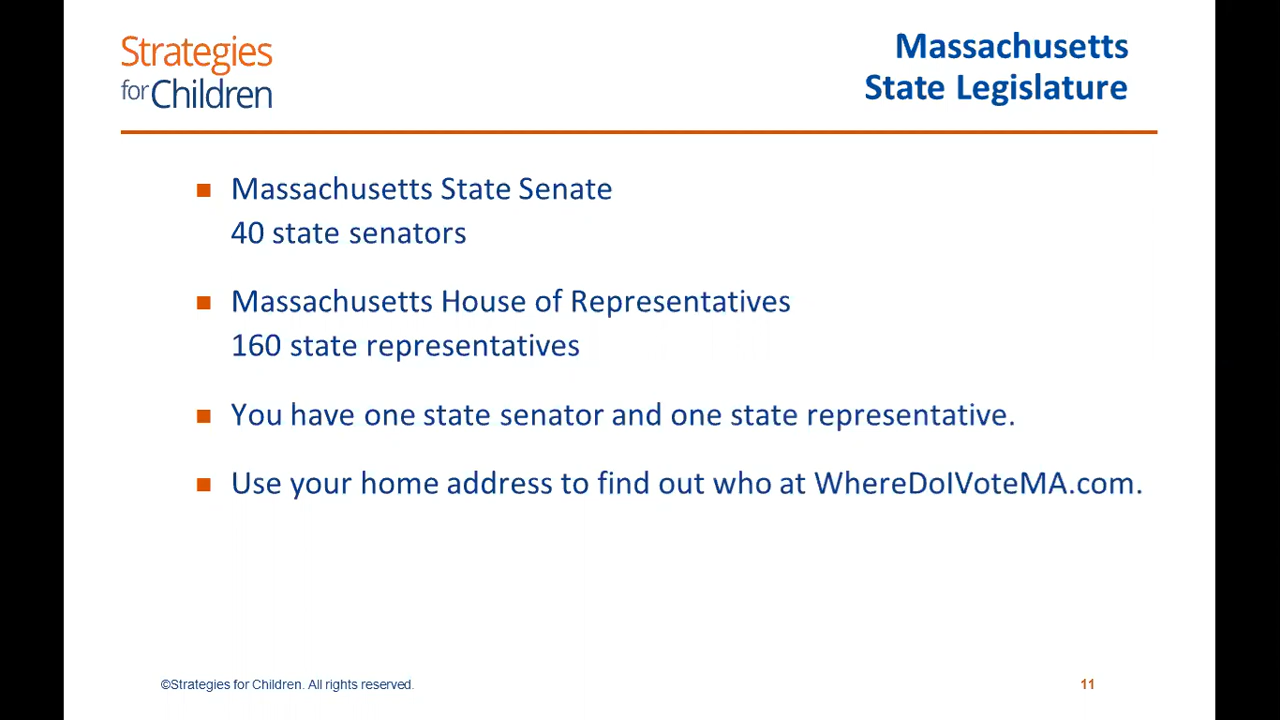 Strategies
for Children
Massachusetts
State Legislature
Massachusetts State Senate
40 state senators
Massachusetts House of Representatives
160 state representatives
You have one state senator and one state representative.
Use your home address to find out who at WhereDoIVoteMA.com.
©Strategies for Children. All rights reserved.
11